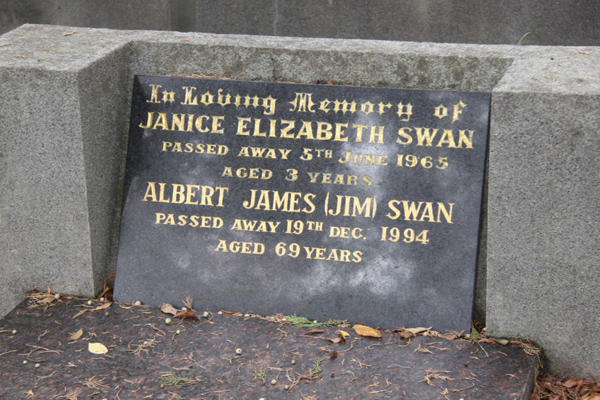 In Loving Memory of
JANICE ELIZABETH SWAN
PASSED AWAY 5TH JUNE 1965
AGED 3 YEARS
ALBERT JAMES (JIM) SWAN
PASSED AWAY 19TH DEC. 1994
AGED 69 YEARS